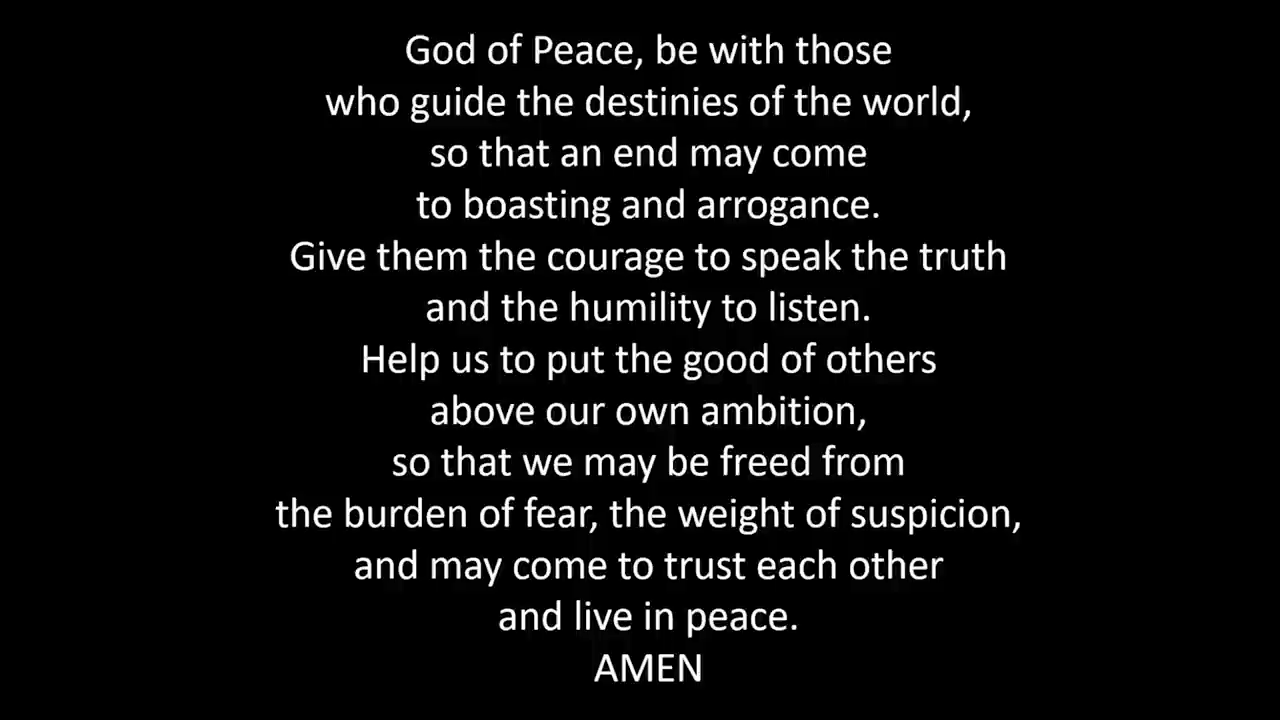 God of Peace, be with those
who guide the destinies of the world,
so that an end may come
to boasting and arrogance.
Give them the courage to speak the truth
and the humility to listen.
Help us to put the good of others
above our own ambition,
so that we may be freed from
the burden of fear, the weight of suspicion,
and may come to trust each other
and live in peace.
AMEN